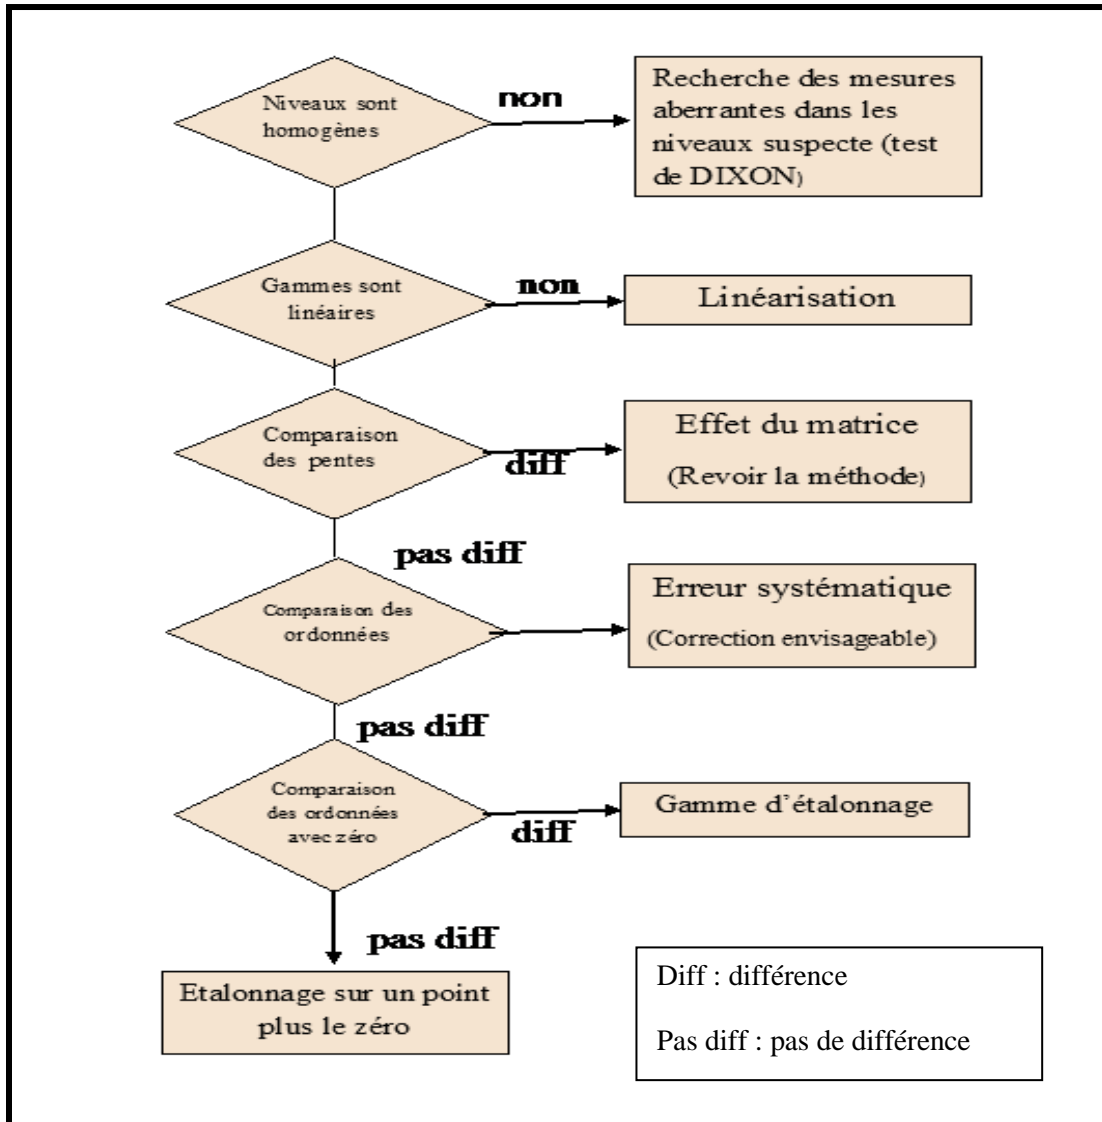 Niveaux sont
homogènes
non
Recherche des mesures
aberrantes dans les
niveaux suspecte (test
de DIXON)
Gammes sont
linéaires
non
Linéarisation
Comparaison
des pentes
diff
Effet du matrice
(Revoir la méthode)
pas diff
Comparaison des
ordonnées
Erreur systématique
(Correction envisageable)
pas diff
Comparaison
des ordonnées
avec zéro
diff
Gamme d'étalonnage
pas diff
Etalonnage sur un point
plus le zéro
Diff : différence
Pas diff : pas de différence